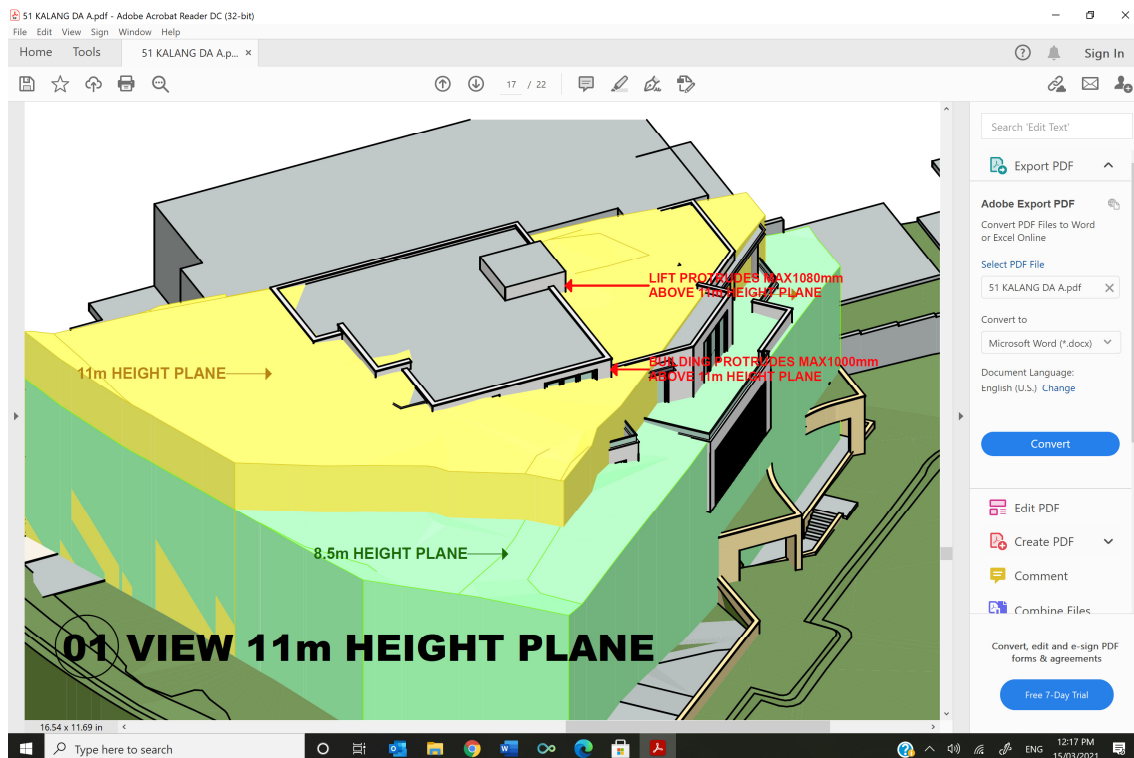 51 KALANG DA A.pdf - Adobe Acrobat Reader DC (32-bit)
File Edit View Sign Window Help
Home Tools 51 KALANG DA A.p... × Sign In
17 / 22
Search 'Edit Text'
Export PDF
Adobe Export PDF
Convert PDF Files to Word
or Excel Online
Select PDF File
51 KALANG DA A.pdf
Convert to
Microsoft Word (*.docx)
Document Language:
English (U.S.) Change
Convert
Edit PDF
Create PDF
Comment
Combine Files
Convert, edit and e-sign PDF
forms & agreements
Free 7-Day Trial
LIFT PROTRUDES MAX1080mm
ABOVE 11m HEIGHT PLANE
BUILDING PROTRUDES MAX1000mm
ABOVE 11m HEIGHT PLANE
11m HEIGHT PLANE
8.5m HEIGHT PLANE
01 VIEW 11m HEIGHT PLANE
16.54 x 11.69 in
Type here to search
ENG
12:17 PM
15/03/2021